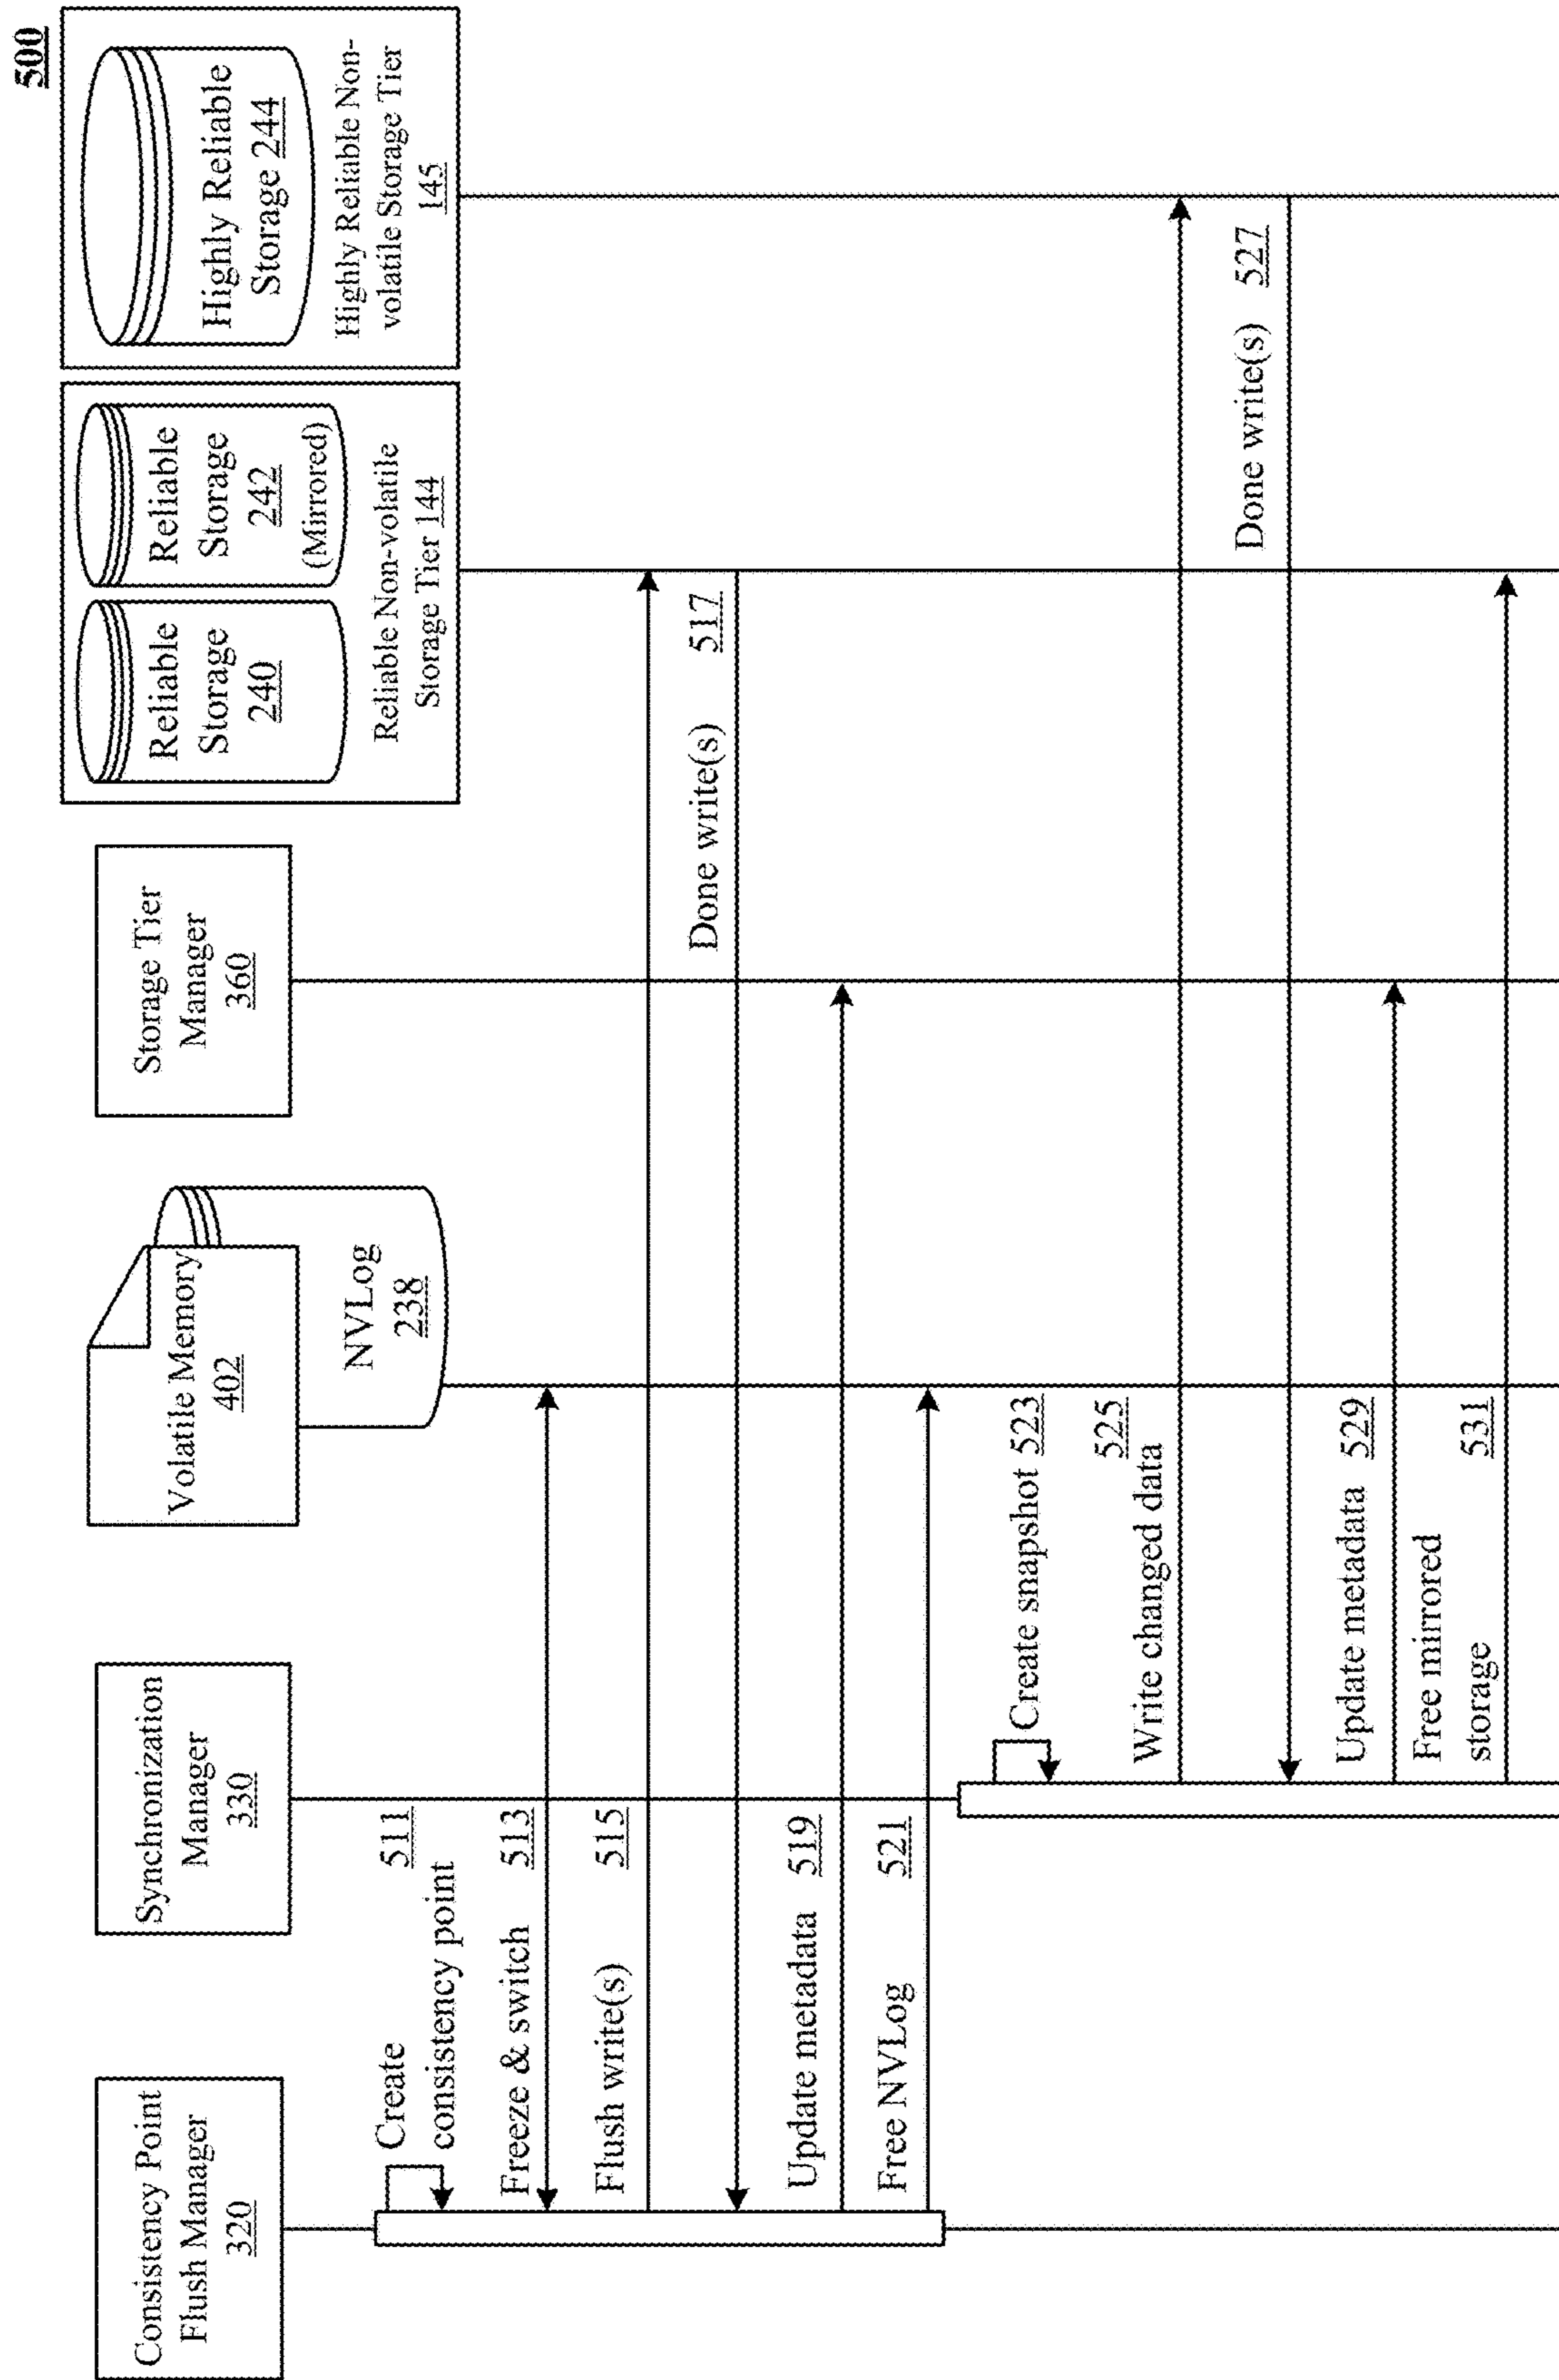 500
Consistency Point
Flush Manager
320
Synchronization
Manager
330
Volatile Memory
402
NVLog
238
Storage Tier
Manager
360
Reliable
Storage
240
Reliable
Storage
242
(Mirrored)
Reliable Non-volatile
Storage Tier 144
Highly Reliable
Storage 244
Highly Reliable Non-
volatile Storage Tier
145
Create
511
consistency point
Freeze & switch 513
Flush write(s) 515
Done write(s) 517
Update metadata 519
Free NVLog 521
Create snapshot 523
525
Write changed data
Done write(s) 527
Update metadata 529
Free mirrored
storage
531